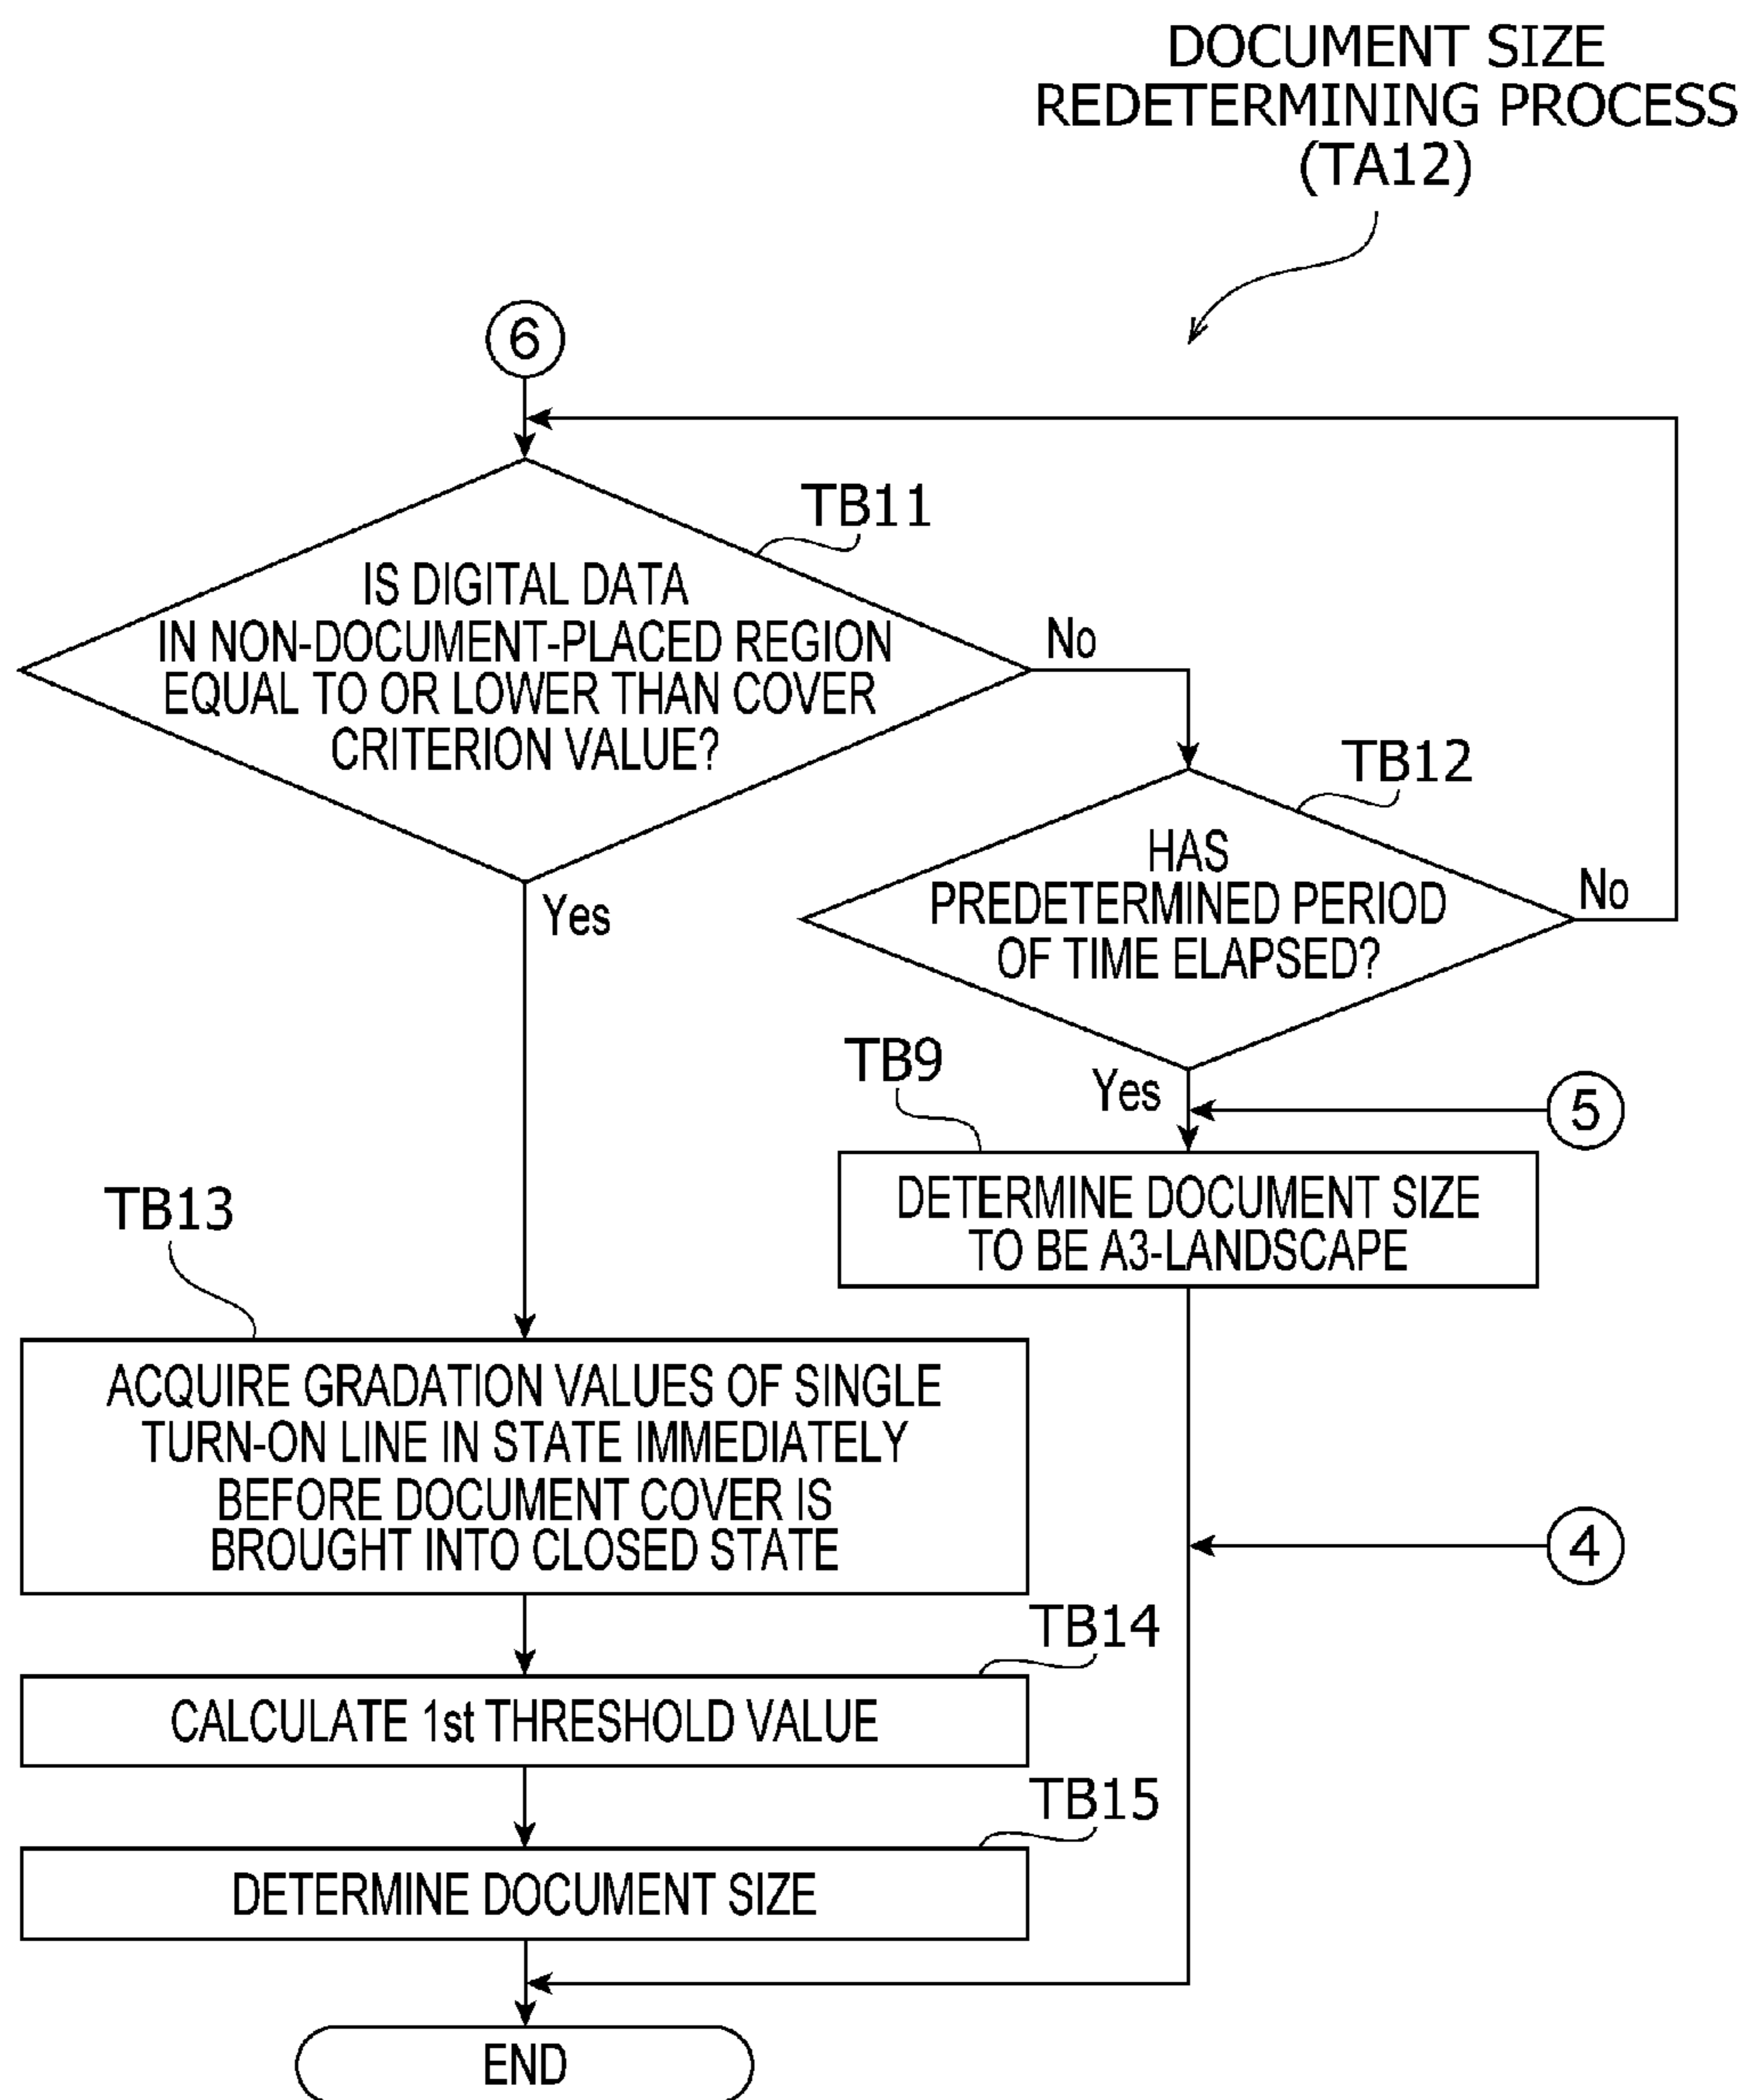 DOCUMENT SIZE
REDETERMINING PROCESS
(TA12)
6
TB11
IS DIGITAL DATA
IN NON-DOCUMENT-PLACED REGION
EQUAL TO OR LOWER THAN COVER
CRITERION VALUE?
No
Yes
TB12
HAS
PREDETERMINED PERIOD
OF TIME ELAPSED?
No
Yes
5
TB9
DETERMINE DOCUMENT SIZE
TO BE A3-LANDSCAPE
TB13
ACQUIRE GRADATION VALUES OF SINGLE
TURN-ON LINE IN STATE IMMEDIATELY
BEFORE DOCUMENT COVER IS
BROUGHT INTO CLOSED STATE
4
TB14
CALCULATE 1st THRESHOLD VALUE
TB15
DETERMINE DOCUMENT SIZE
END